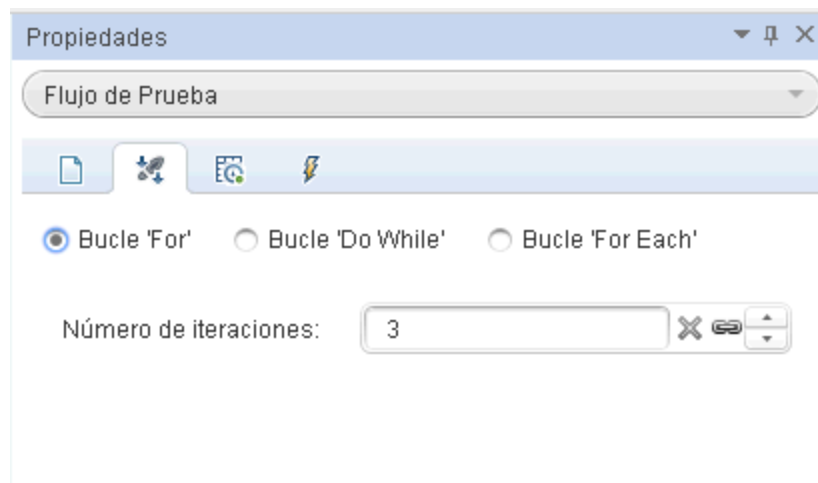 Propiedades
Flujo de Prueba
Bucle 'For' Bucle 'Do While' Bucle 'For Each'
Número de iteraciones: 3